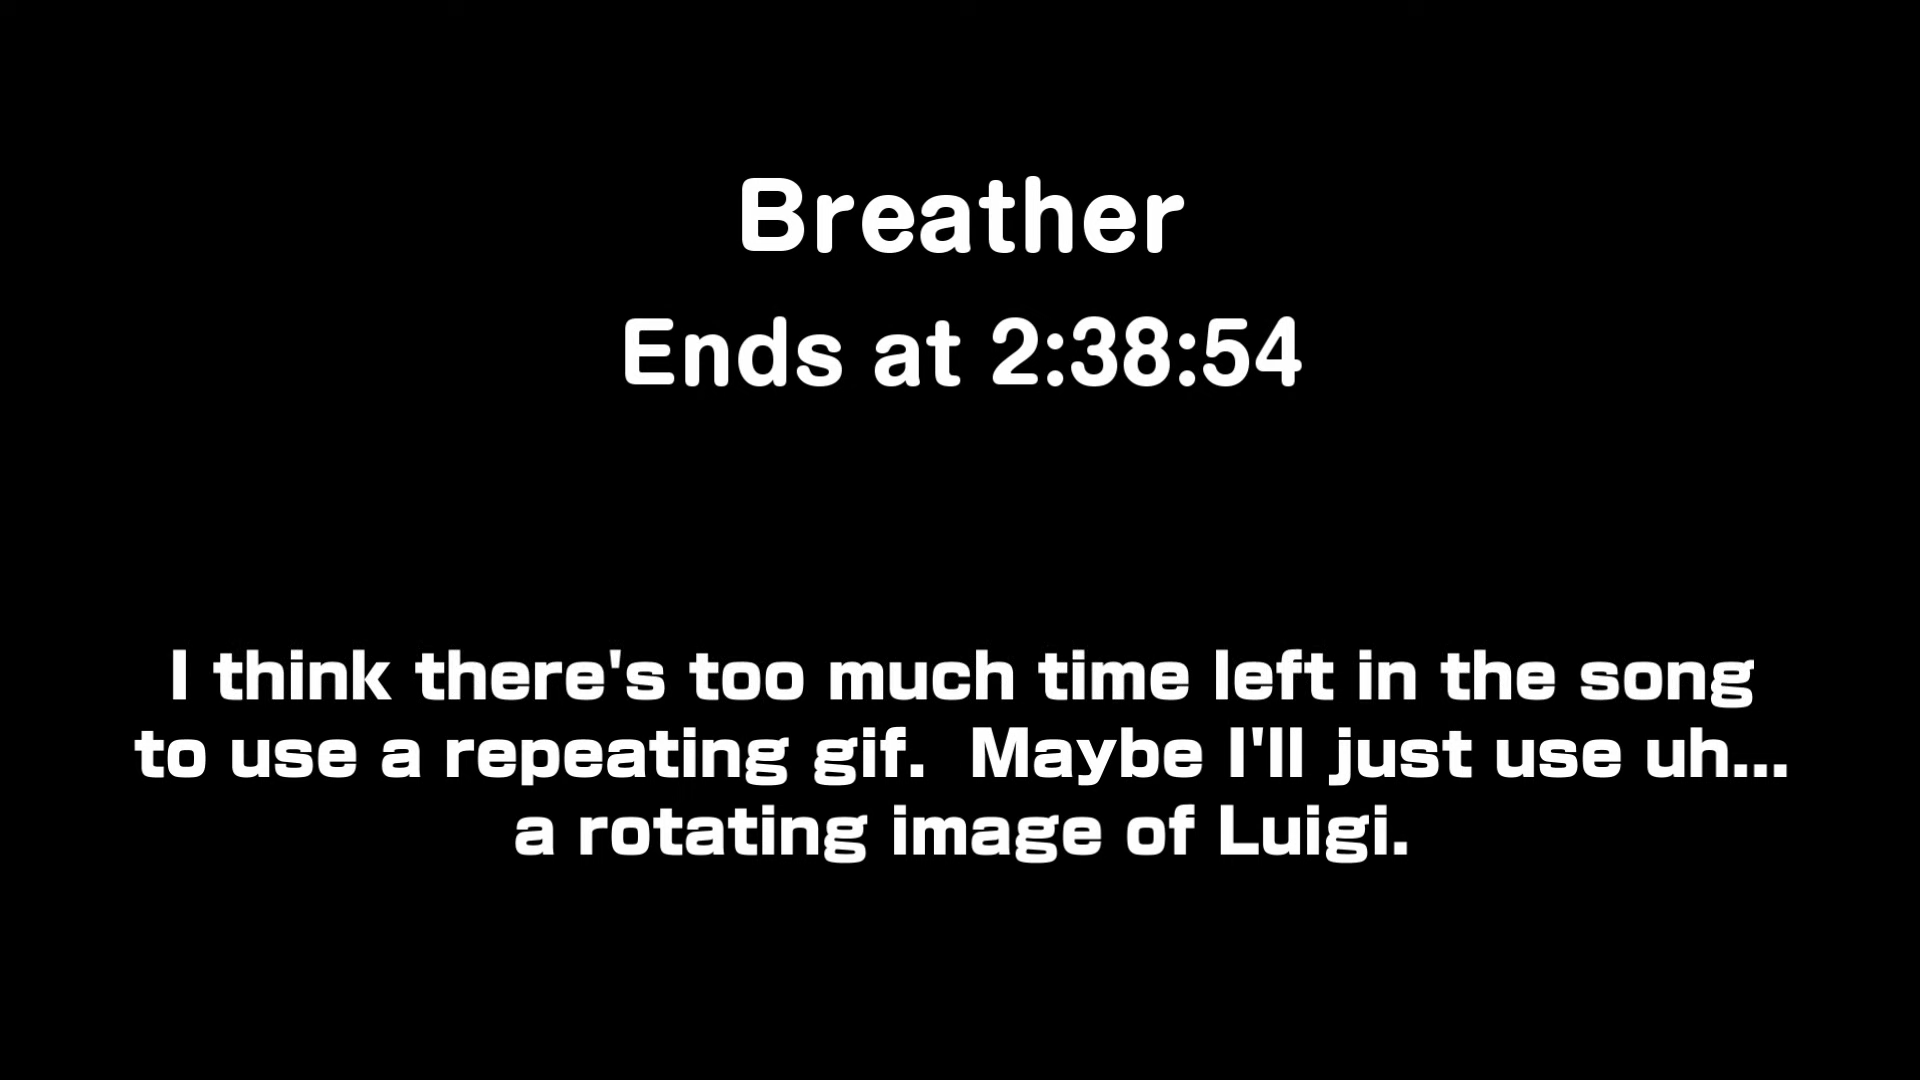 Breather
Ends at 2:38:54
I think there's too much time left in the song
to use a repeating gif.  Maybe I'll just use uh...
a rotating image of Luigi.